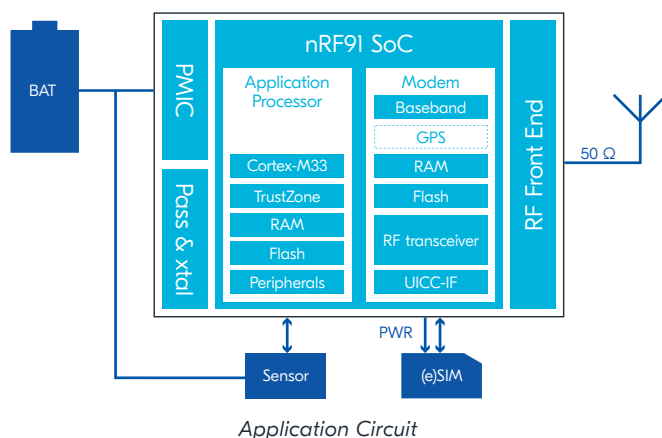 BAT
PMIC
Pass & xtal
nRF91 SoC
Application
Processor
Cortex-M33
TrustZone
RAM
Flash
Peripherals
Modem
Baseband
GPS
RAM
Flash
RF transceiver
UICC-IF
RF Front End
50 Ω
PWR
Sensor
(e)SIM
Application Circuit